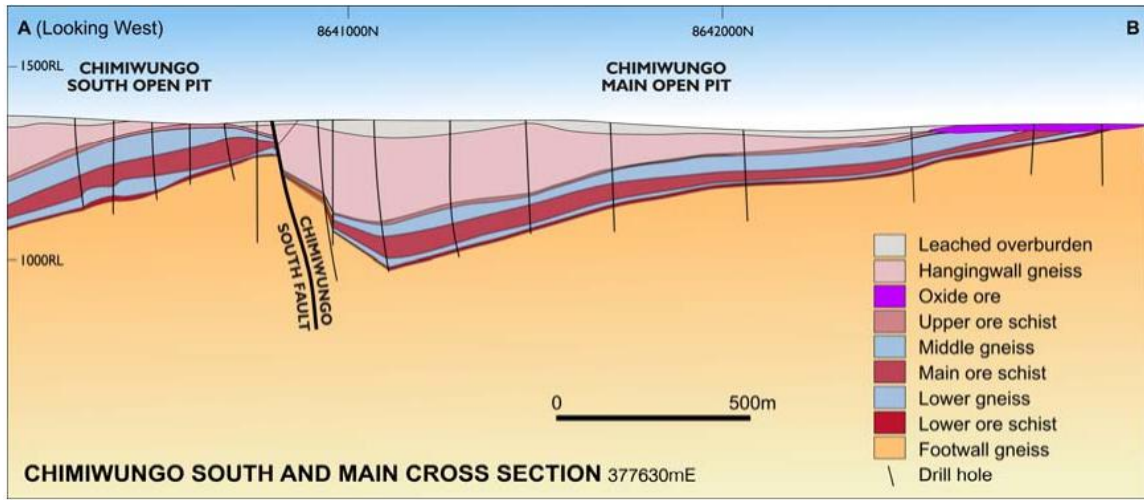 A (Looking West)
8641000N
8642000N
B
1500RL
CHIMIWUNGO
SOUTH OPEN PIT
CHIMIWUNGO
MAIN OPEN PIT
1000RL
CHIMIWUNGO
SOUTH FAULT
Leached overburden
Hangingwall gneiss
Oxide ore
Upper ore schist
Middle gneiss
Main ore schist
Lower gneiss
Lower ore schist
Footwall gneiss
Drill hole
0
500m
CHIMIWUNGO SOUTH AND MAIN CROSS SECTION 377630mE